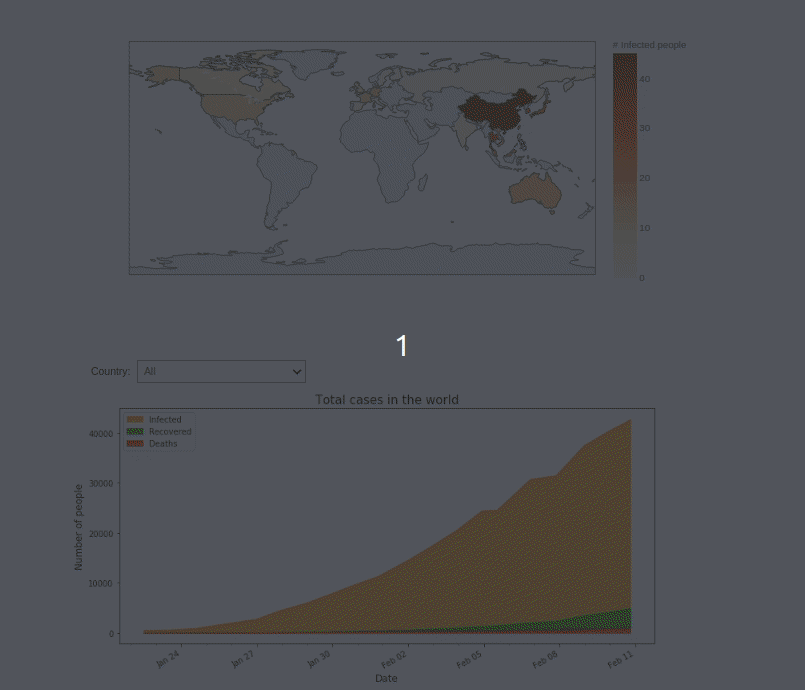 # Infected people
40
30
20
10
0
1
Country:
All
Total cases in the world
Infected
Recovered
Deaths
40000
30000
20000
10000
0
Number of people
Jan 24
Jan 27
Jan 30
Feb 02
Feb 05
Feb 08
Feb 11
Date